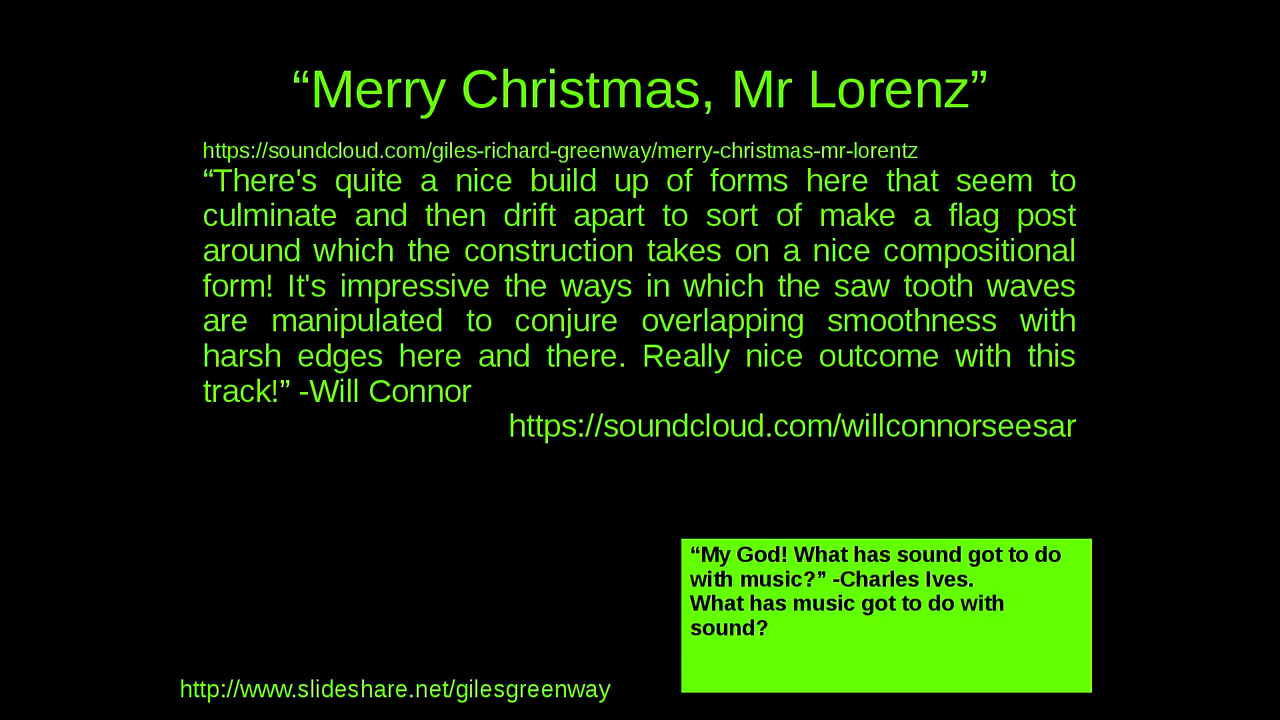 “Merry Christmas, Mr Lorenz”
https://soundcloud.com/giles-richard-greenway/merry-christmas-mr-lorentz
“There's quite a nice build up of forms here that seem to
culminate and then drift apart to sort of make a flag post
around which the construction takes on a nice compositional
form! It's impressive the ways in which the saw tooth waves
are manipulated to conjure overlapping smoothness with
harsh edges here and there. Really nice outcome with this
track!” -Will Connor
https://soundcloud.com/willconnorseesar
“My God! What has sound got to do
with music?” -Charles Ives.
What has music got to do with
sound?
http://www.slideshare.net/gilesgreenway